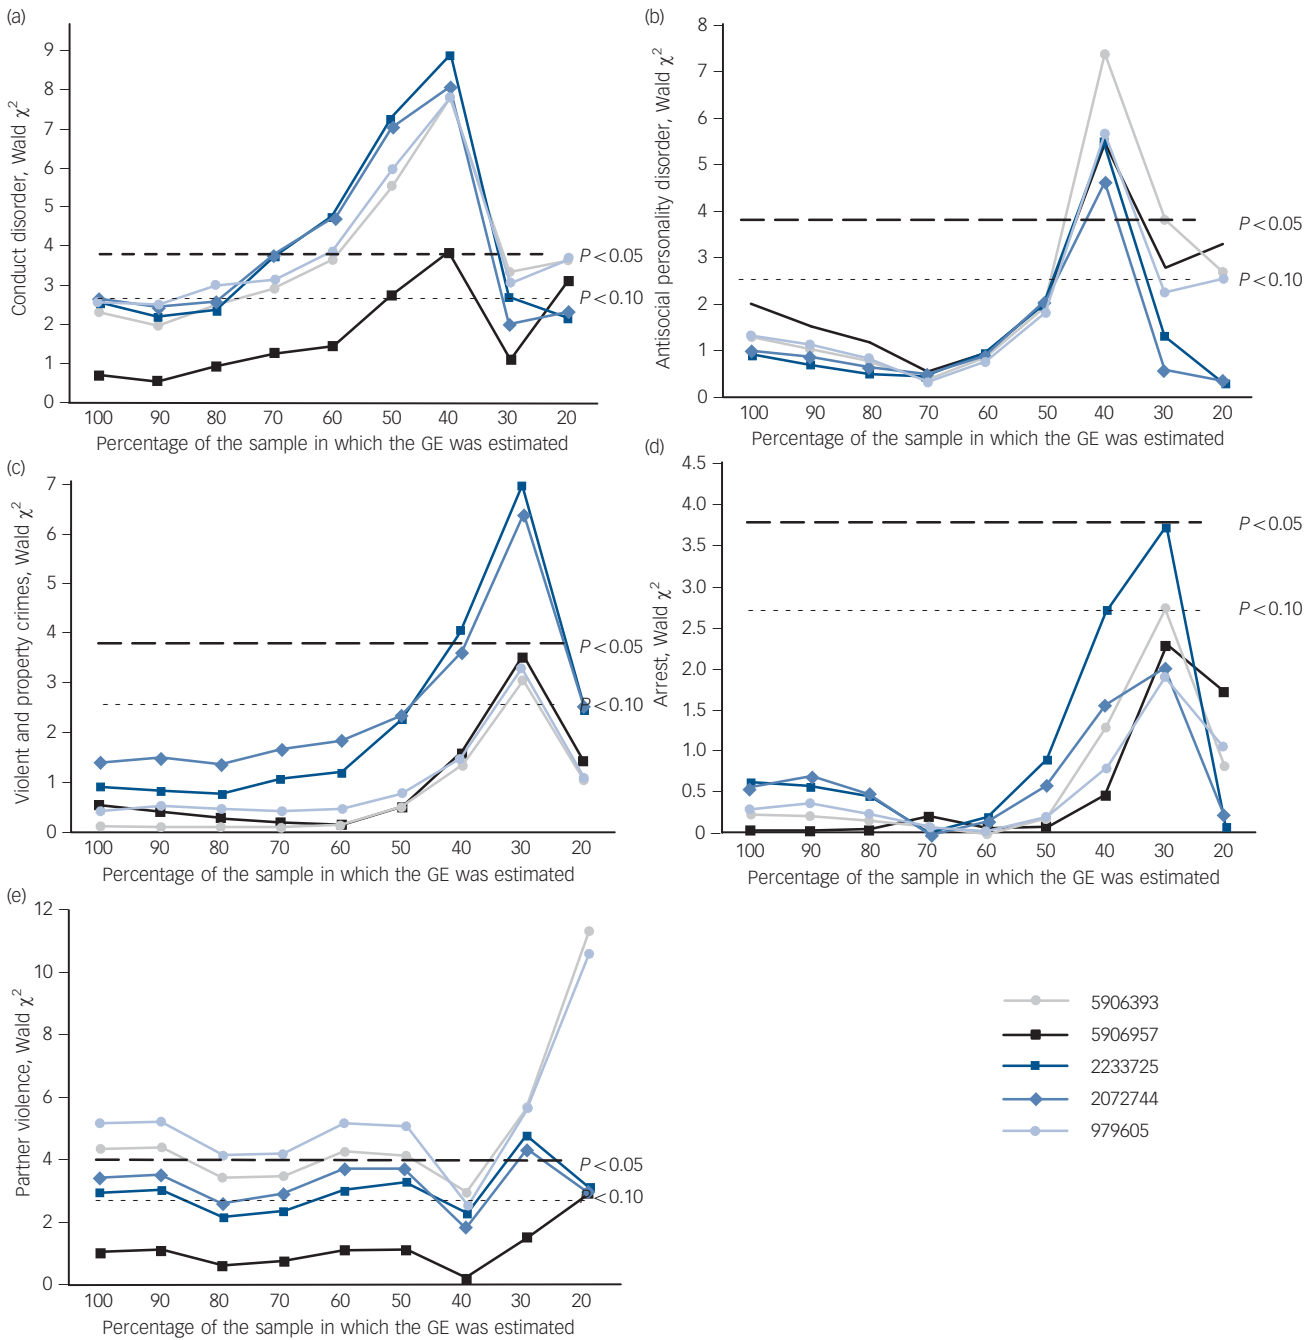 (a)
Conduct disorder, Wald χ²
9
8
7
6
5
4
3
2
1
0
P<0.05
P<0.10
100 90 80 70 60 50 40 30 20
Percentage of the sample in which the GE was estimated
(b)
Antisocial personality disorder, Wald χ²
8
7
6
5
4
3
2
1
0
P<0.05
P<0.10
100 90 80 70 60 50 40 30 20
Percentage of the sample in which the GE was estimated
(c)
Violent and property crimes, Wald χ²
7
6
5
4
3
2
1
0
P<0.05
P<0.10
100 90 80 70 60 50 40 30 20
Percentage of the sample in which the GE was estimated
(d)
Arrest, Wald χ²
4.5
4.0
3.5
3.0
2.5
2.0
1.5
1.0
0.5
0
P<0.05
P<0.10
100 90 80 70 60 50 40 30 20
Percentage of the sample in which the GE was estimated
(e)
Partner violence, Wald χ²
12
10
8
6
4
2
0
P<0.05
<0.10
100 90 80 70 60 50 40 30 20
Percentage of the sample in which the GE was estimated
5906393
5906957
2233725
2072744
979605